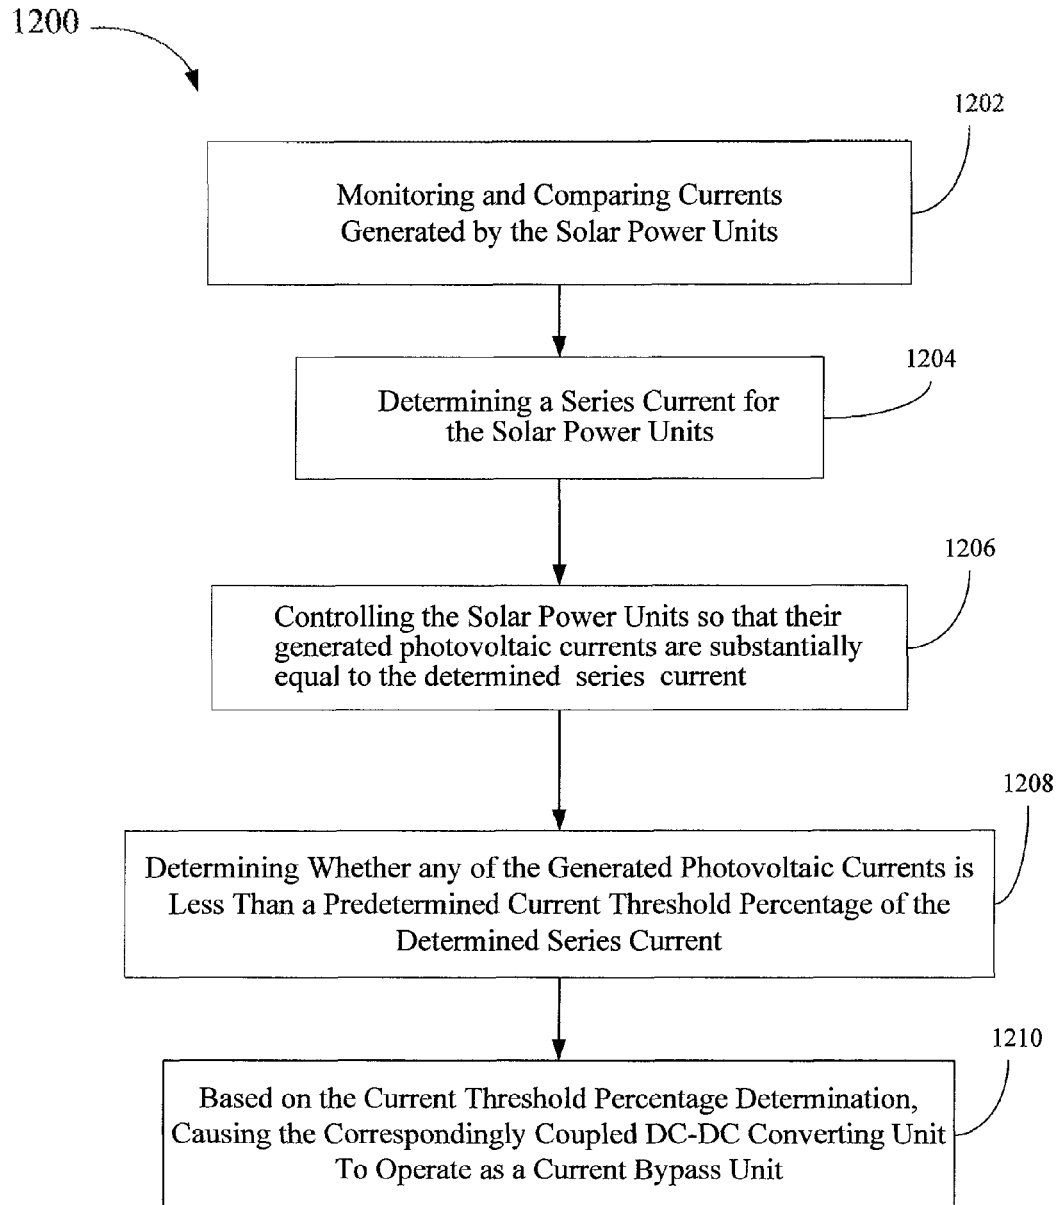 1200
1202
Monitoring and Comparing Currents
Generated by the Solar Power Units
1204
Determining a Series Current for
the Solar Power Units
1206
Controlling the Solar Power Units so that their
generated photovoltaic currents are substantially
equal to the determined series current
1208
Determining Whether any of the Generated Photovoltaic Currents is
Less Than a Predetermined Current Threshold Percentage of the
Determined Series Current
1210
Based on the Current Threshold Percentage Determination,
Causing the Correspondingly Coupled DC-DC Converting Unit
To Operate as a Current Bypass Unit